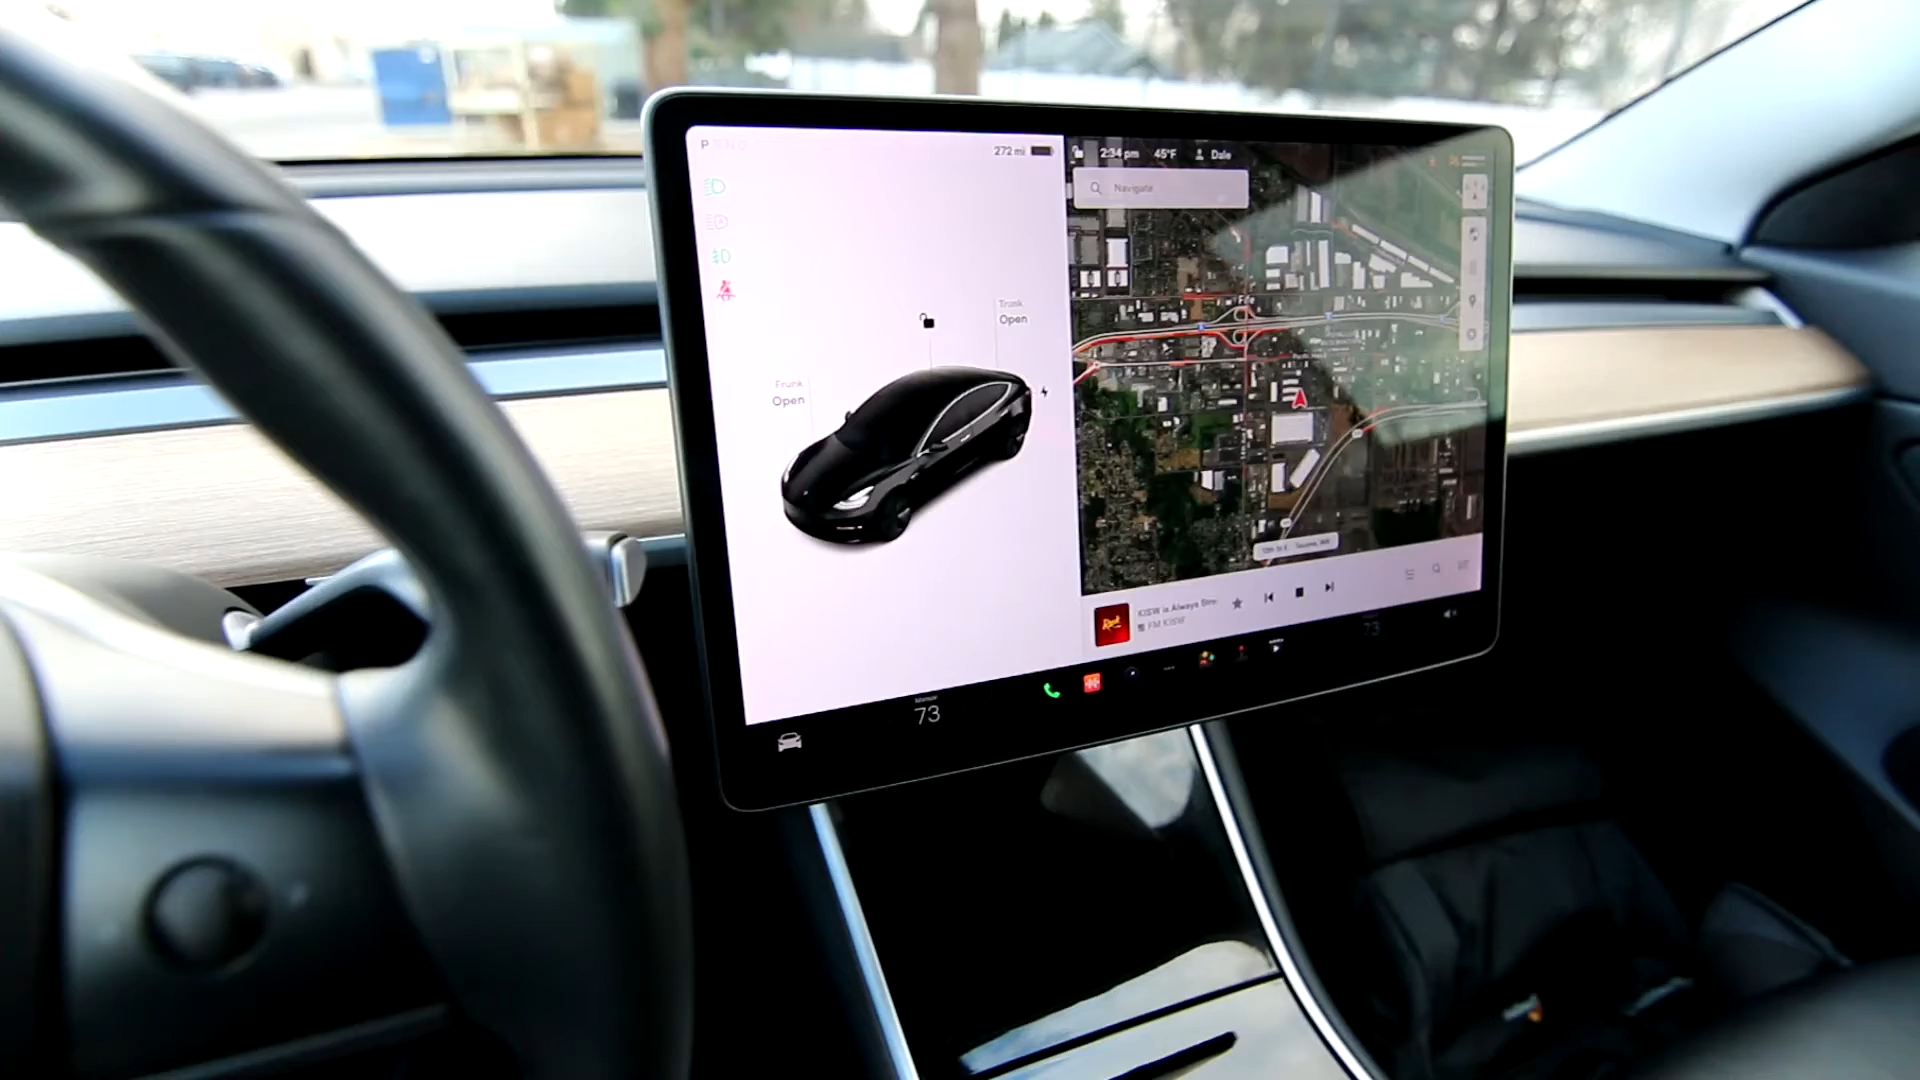 P R N D
272 mi
2:34 pm 45°F Dale
Navigate
Trunk
Open
Frunk
Open
Fife
KISW is Always Stre
FM KISW
Manual
73
73